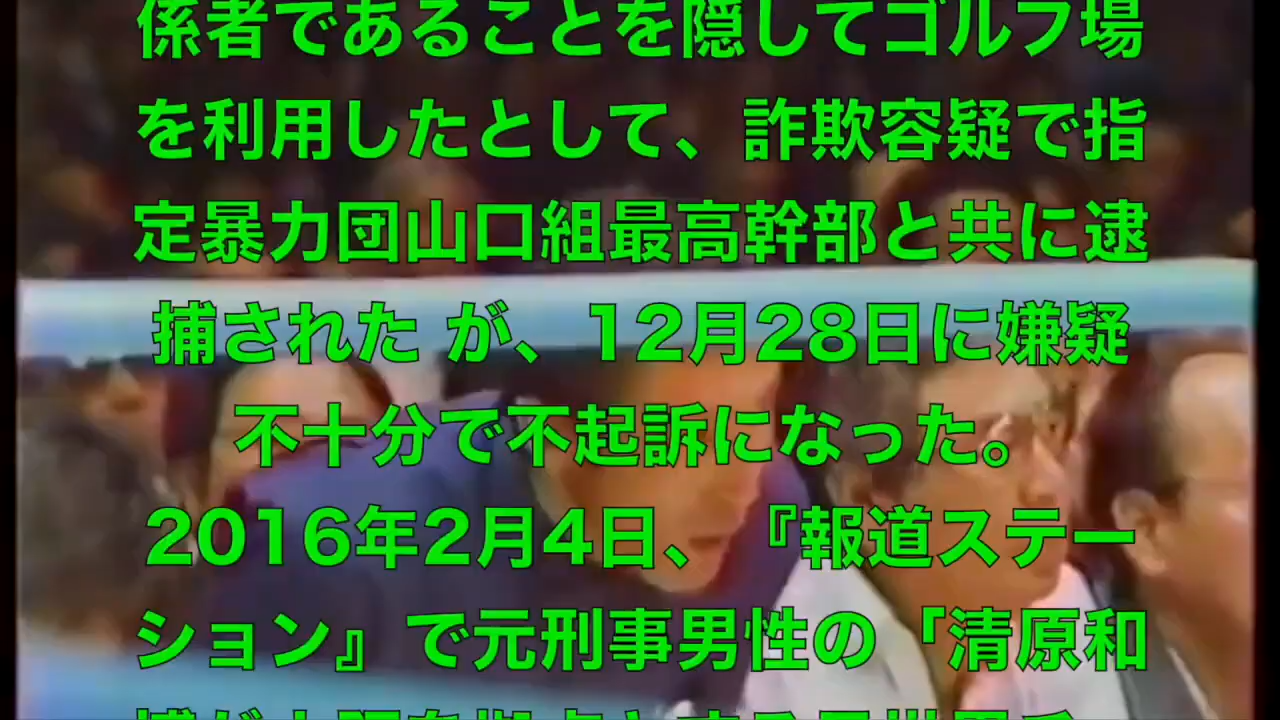 係者であることを隠してゴルフ場
を利用したとして、詐欺容疑で指
定暴力団山口組最高幹部と共に逮
捕された が、12月28日に嫌疑
不十分で不起訴になった。
2016年2月4日、『報道ステー
ション』で元刑事男性の「清原和